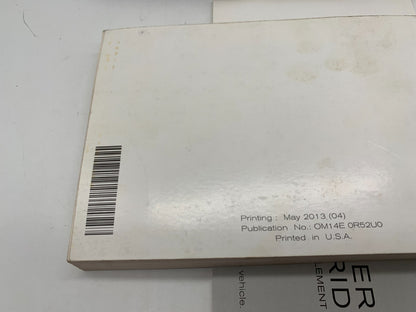 Printing : May 2013 (04)
Publication No.: OM14E 0R52U0
Printed in U.S.A.
ER
RID
LEMENT
vehicle.